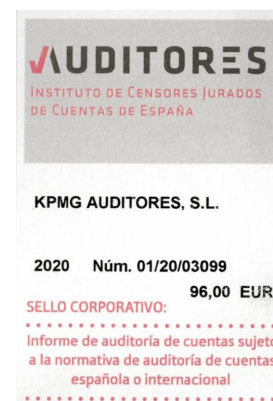 AUDITORES
INSTITUTO DE CENSORES JURADOS
DE CUENTAS DE ESPAÑA
KPMG AUDITORES, S.L.
2020 Núm. 01/20/03099
96,00 EUR
SELLO CORPORATIVO:
Informe de auditoría de cuentas sujeto
a la normativa de auditoría de cuentas
española o internacional